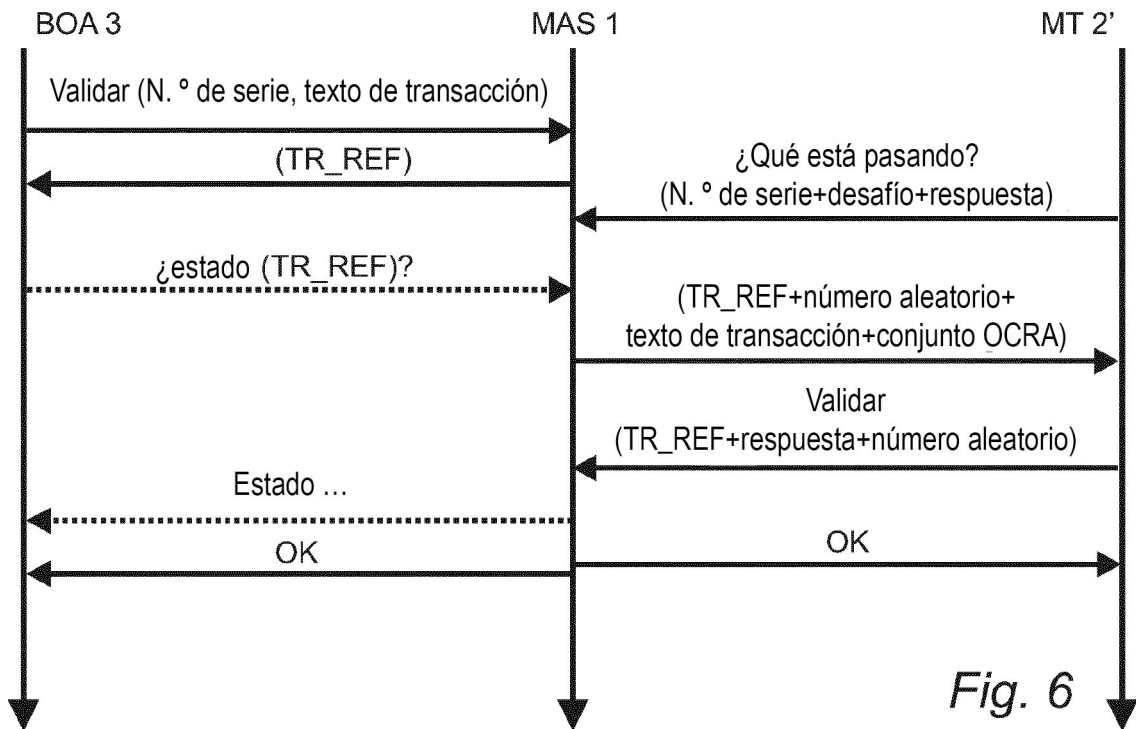 BOA 3
MAS 1
MT 2'
Validar (N. º de serie, texto de transacción)
(TR_REF)
¿Qué está pasando?
(N. º de serie+desafío+respuesta)
¿estado (TR_REF)?
(TR_REF+número aleatorio+
texto de transacción+conjunto OCRA)
Validar
(TR_REF+respuesta+número aleatorio)
Estado ...
OK
OK
Fig. 6